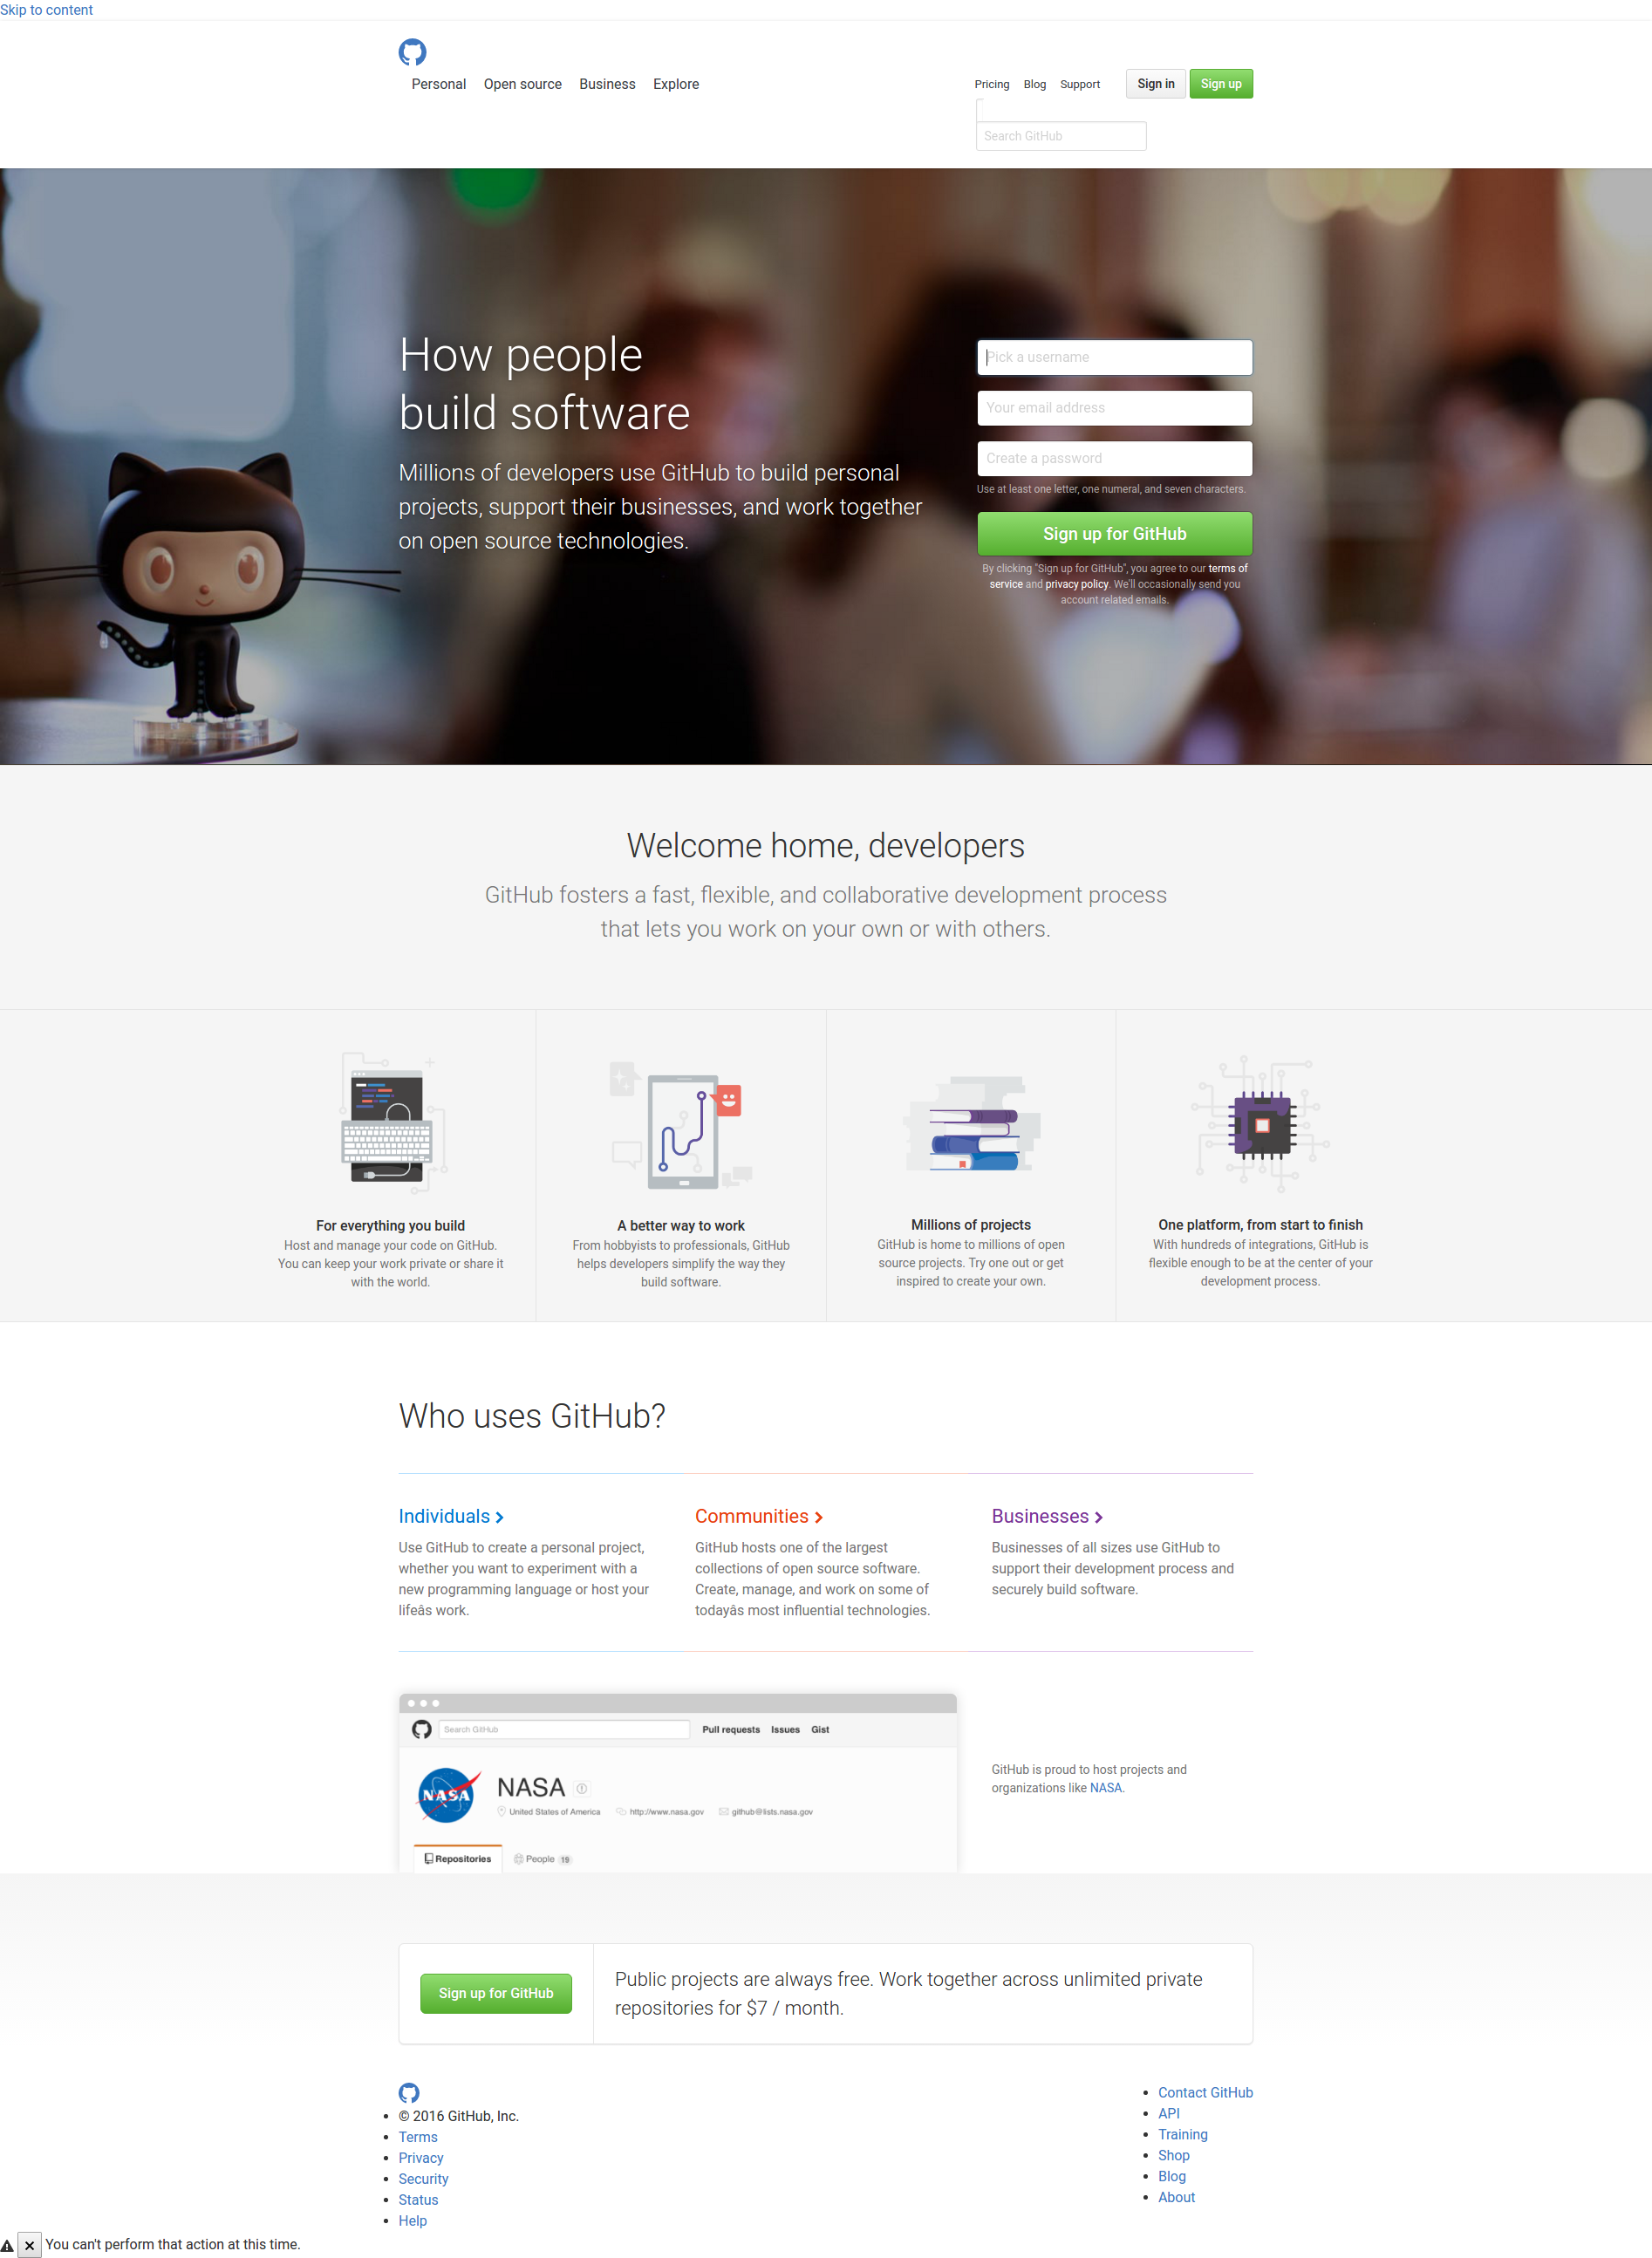 Skip to content
Personal Open source Business Explore
Pricing Blog Support Sign in Sign up
Search GitHub
How people
build software
Millions of developers use GitHub to build personal
projects, support their businesses, and work together
on open source technologies.
Pick a username
Your email address
Create a password
Use at least one letter, one numeral, and seven characters.
Sign up for GitHub
By clicking "Sign up for GitHub", you agree to our terms of
service and privacy policy. We'll occasionally send you
account related emails.
Welcome home, developers
GitHub fosters a fast, flexible, and collaborative development process
that lets you work on your own or with others.
For everything you build
Host and manage your code on GitHub.
You can keep your work private or share it
with the world.
A better way to work
From hobbyists to professionals, GitHub
helps developers simplify the way they
build software.
Millions of projects
GitHub is home to millions of open
source projects. Try one out or get
inspired to create your own.
One platform, from start to finish
With hundreds of integrations, GitHub is
flexible enough to be at the center of your
development process.
Who uses GitHub?
Individuals
Use GitHub to create a personal project,
whether you want to experiment with a
new programming language or host your
lifeâs work.
Communities
GitHub hosts one of the largest
collections of open source software.
Create, manage, and work on some of
todayâs most influential technologies.
Businesses
Businesses of all sizes use GitHub to
support their development process and
securely build software.
Search GitHub Pull requests Issues Gist
NASA
NASA
United States of America http://www.nasa.gov github@lists.nasa.gov
Repositories People 19
GitHub is proud to host projects and
organizations like NASA.
Sign up for GitHub
Public projects are always free. Work together across unlimited private
repositories for $7 / month.
© 2016 GitHub, Inc.
Terms
Privacy
Security
Status
Help
Contact GitHub
API
Training
Shop
Blog
About
You can't perform that action at this time.